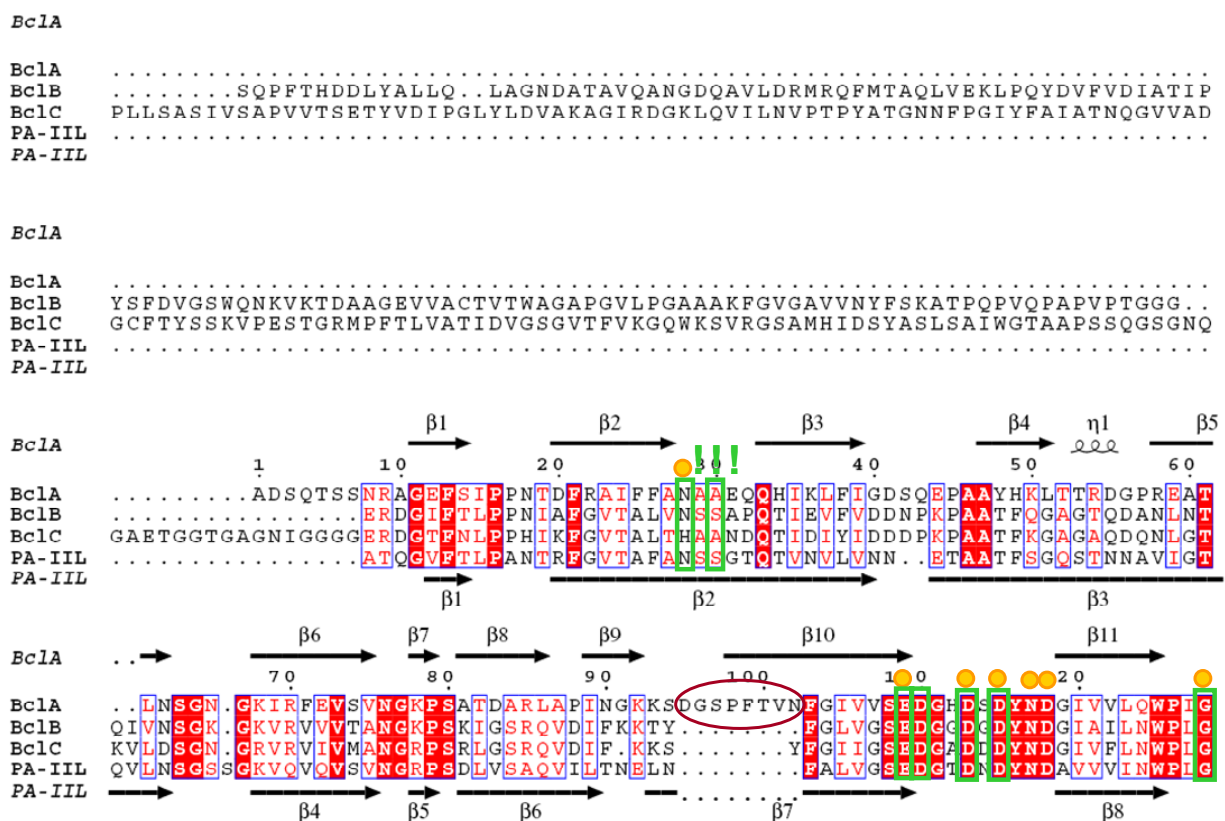 BclA
BclA ......................................................................
BclB ........SQPFTHDDLYALLQ..LAGNDATAVQANGDQAVLDRMRQFMTAQLVEKLPQYDVFVDIATIP
BclC PLLSASIVSAPVVTSETYVDIPGLYLDVAKAGIRDGKLQVILNVPTPYATGNNFPGIYFAIATNQGVVAD
PA-IIL ......................................................................
PA-IIL
BclA
BclA ......................................................................
BclB YSFDVGSWQNKVKTDAAGEVVACTVTWAGAPGVLPGAAAKFGVGAVVNYFSKATPQPVQPAPVPTGGG..
BclC GCFTYSSKVPESTGRMPFTLVATIDVGSGVTFVKGQWKSVRGSAMHIDSYASLSAIWGTAAPSSQGSGNQ
PA-IIL ......................................................................
PA-IIL
β1 β2 β3 β4 η1 β5
BclA
1 10 20 30 40 50 60
!!!
BclA .........ADSQTSSNRAGEFSIPPNTDFRAIFFANAAEQQHIKLFIGDSQEPAAYHKLTTRDGPREAT
BclB ................ERDGIFTLPPNIAFGVTALVNSSAPQTIEVFVDDNPKPAATFQGAGTQDANLNT
BclC GAETGGTGAGNIGGGGERDGTFNLPPHIKFGVTALTHAANDQTIDIYIDDDPKPAATFKGAGAQDQNLGT
PA-IIL ................ATQGVFTLPANTRFGVTAFANSSGTQTVNVLVNN.ETAATFSGQSTNNAVIGT
PA-IIL
β1 β2 β3
β6 β7 β8 β9 β10 β11
BclA ..
70 80 90 100 110 120
BclA ..LNSGN.GKIRFEVSVNGKPSATDARLAPINGKKSDGSPFTVNFGIVVSEDGHDSDYNDGIVVLQWPIG
BclB QIVNSGN.GKVRVVVTANGKPSKLGSRQVDIFKKTY........FGLVGSEDGTDNDYNDGIAILNWPLG
BclC KVLDSGN.GRVRVIVMANGRPSRLGSRQVDIF.KKS.......YFGIIGSEDGADDDYNDGIVFLNWPLG
PA-IIL QVLNSGSSGKVQVQVSVNGRPSDLVSAQVILTNELN........FALVGSEDGTDNDYNDAVVVINWPLG
PA-IIL ........
β4 β5 β6 β7 β8